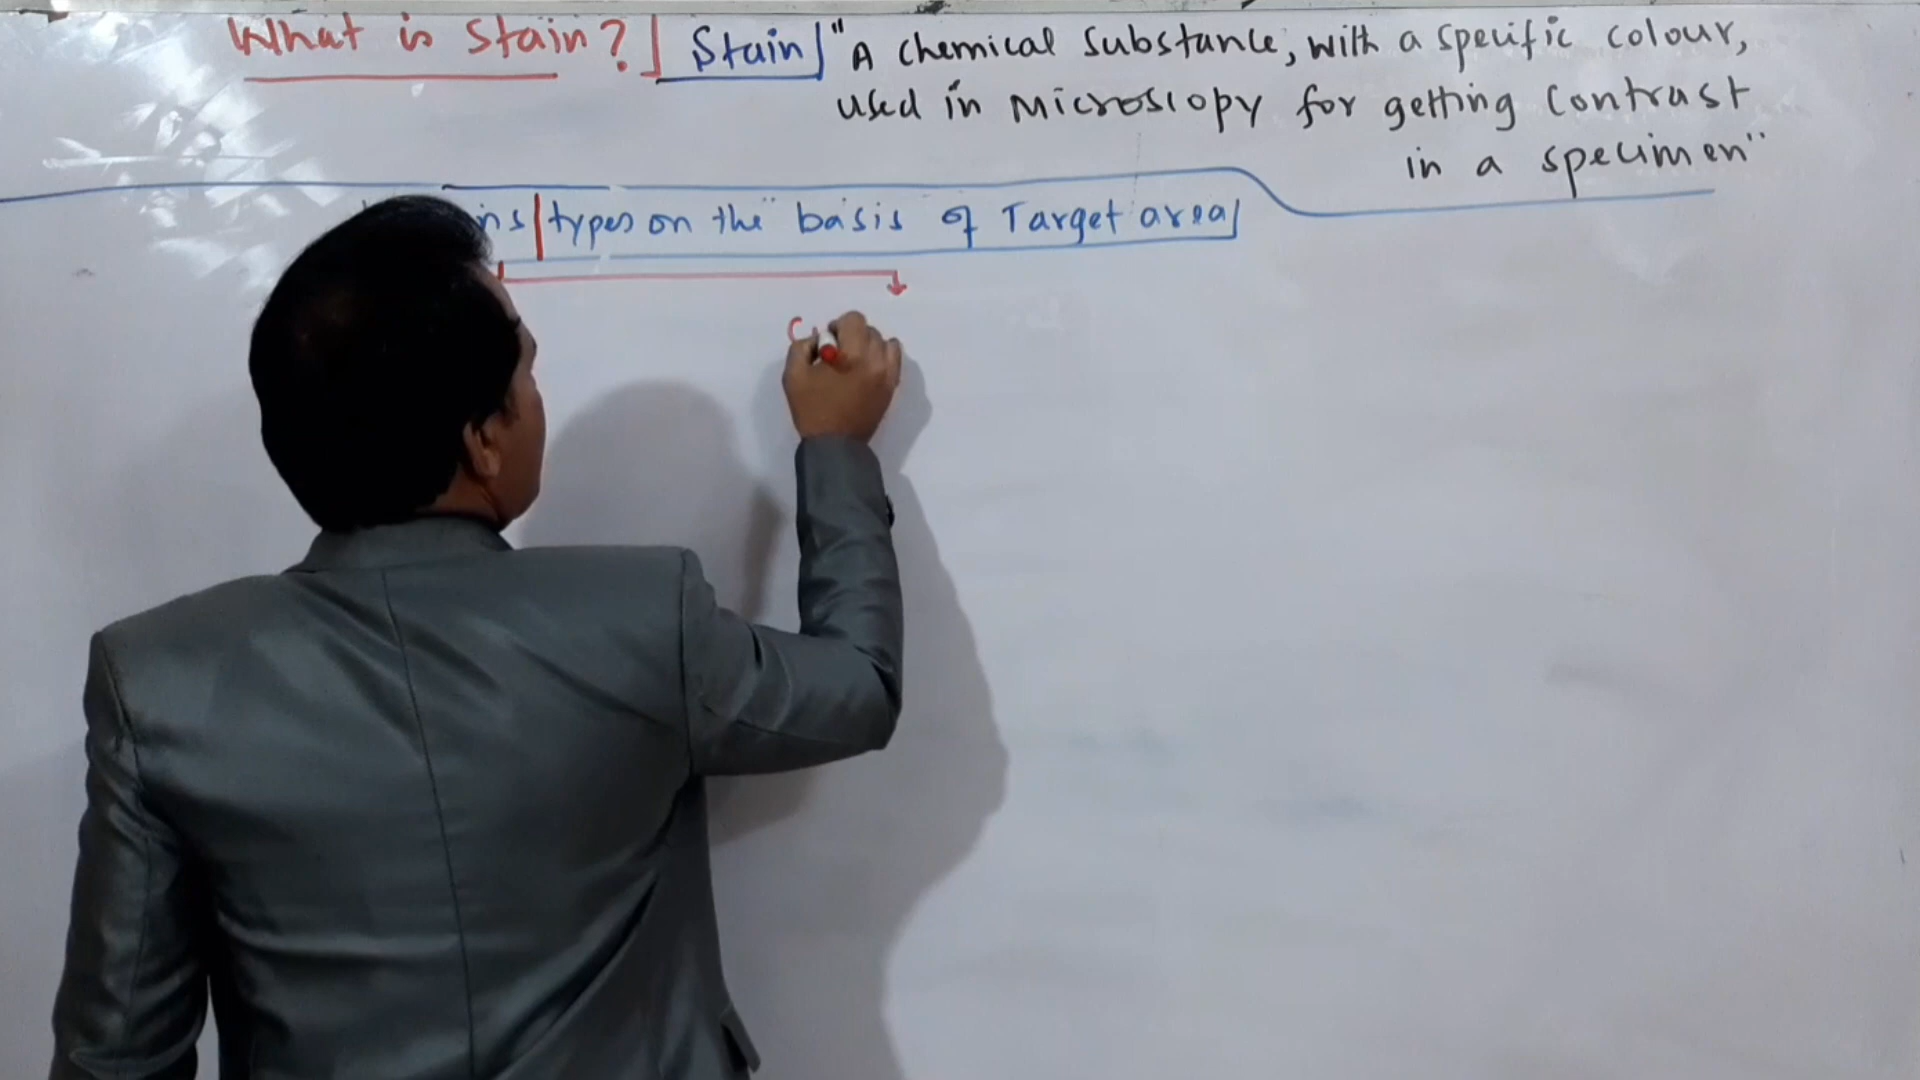 What is Stain?
Stain "A chemical substance, with a specific colour,
used in Microscopy for getting contrast
in a specimen"
types on the basis of Target area